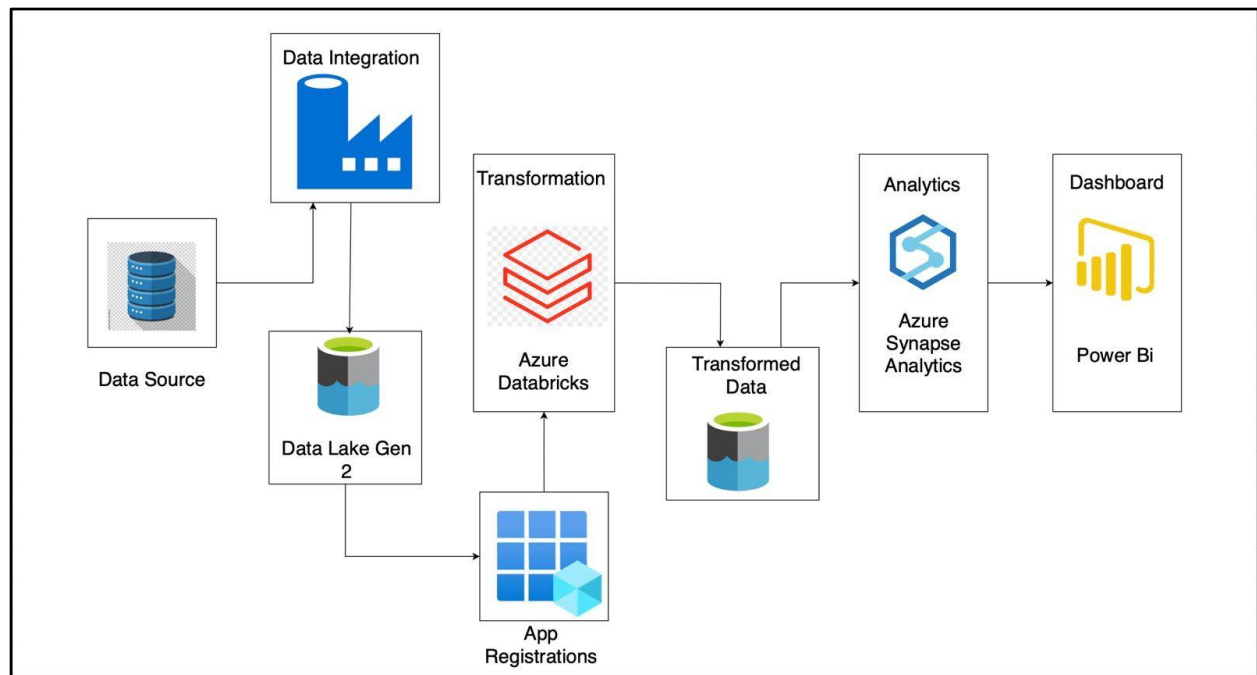 Data Integration
Data Source
Data Lake Gen
2
App
Registrations
Transformation
Azure
Databricks
Transformed
Data
Analytics
Azure
Synapse
Analytics
Dashboard
Power Bi